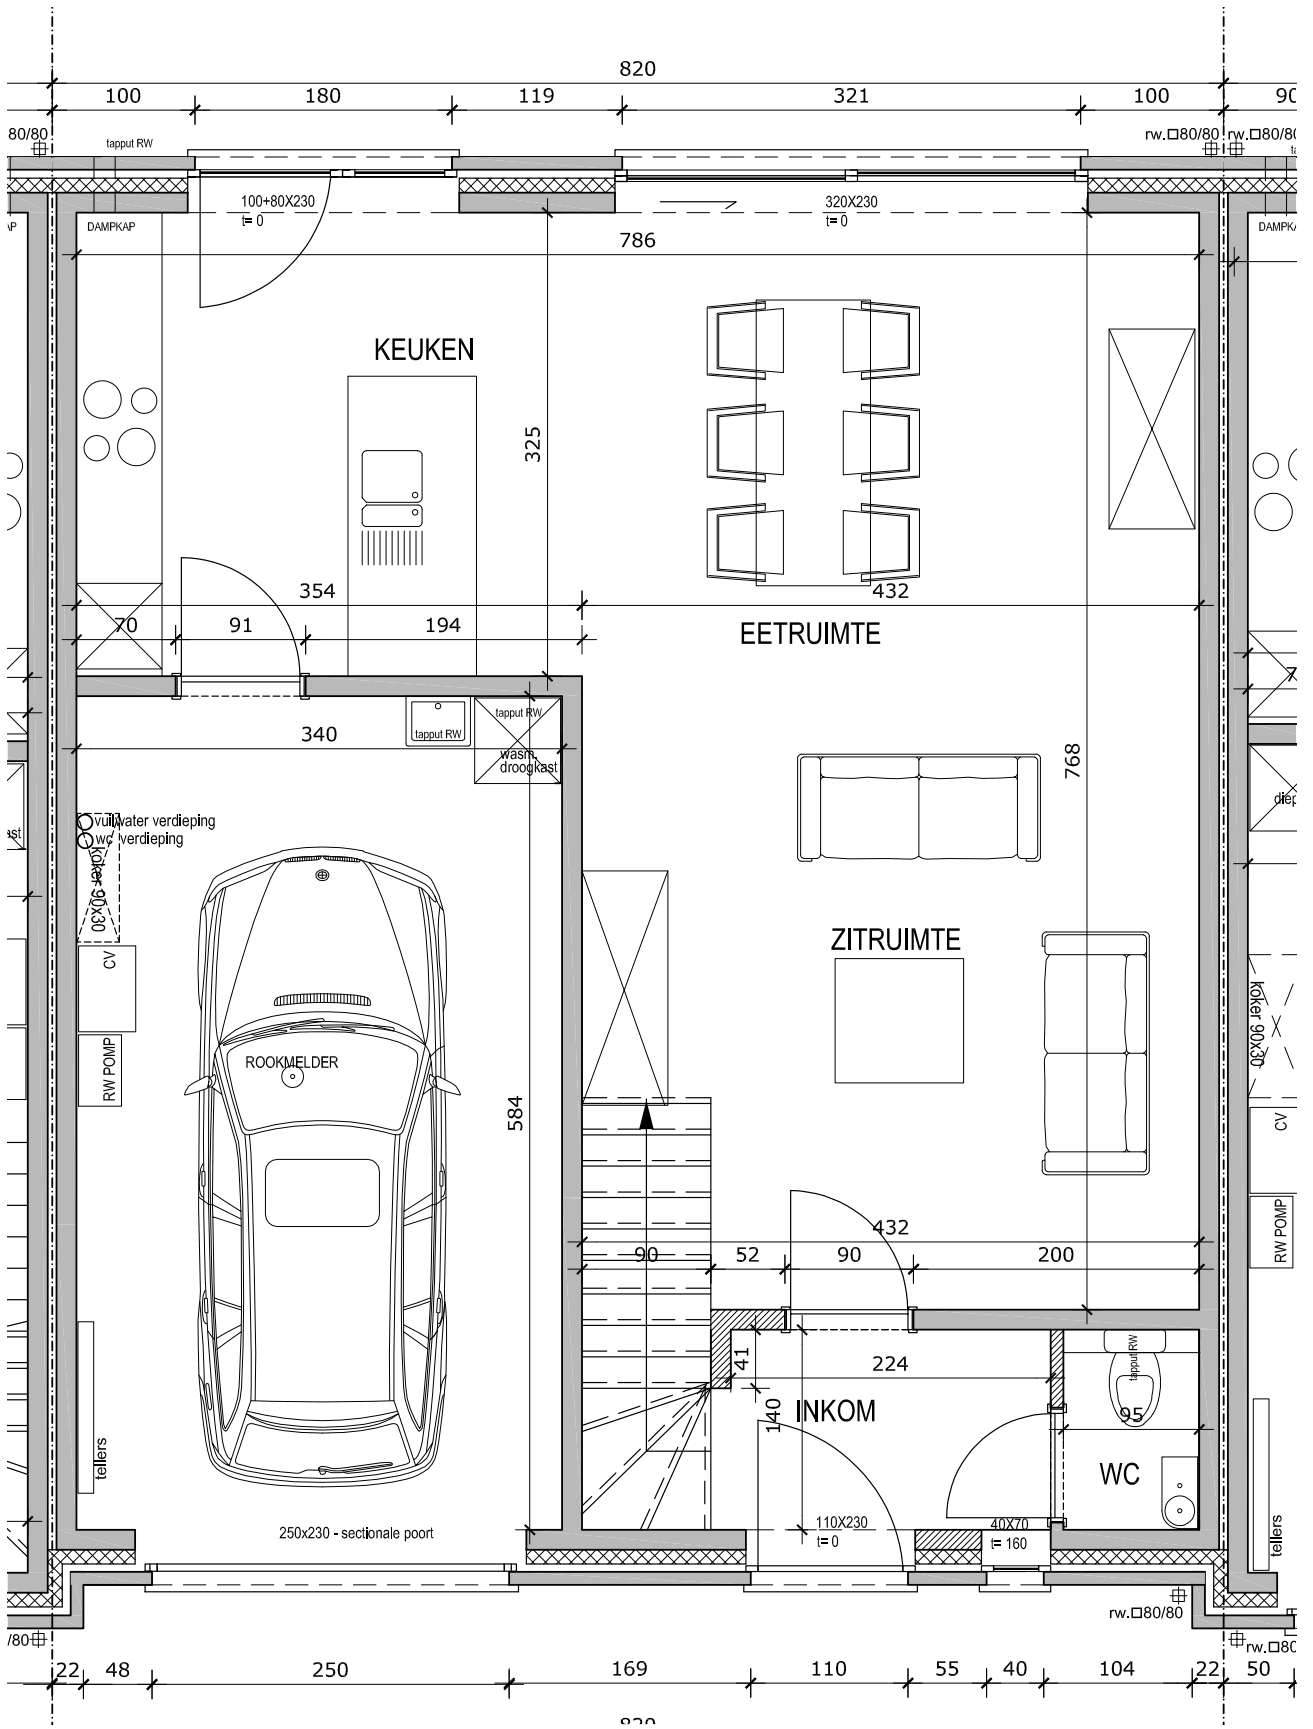 820
100 180 119 321 100 90
80/80 tapput RW rw.□80/80 rw.□80/80
DAMPKAP 100+80X230 320X230
t= 0 t= 0
786
KEUKEN
325
354 432
70 91 194
EETRUIMTE
tapput RW
tapput RW
340
wasm.
droogkast
768
vuilwater verdieping
wc verdieping
koker 90x30
CV
ZITRUIMTE
koker 90x30
RW POMP
ROOKMELDER
584
CV
RW POMP
432
90 52 90 200
41
224
tapput RW
140
INKOM
95
WC
tellers
250x230 - sectionale poort
110X230 40X70
t= 0 t= 160
tellers
rw.□80/80
/80 rw.□80
22 48 250 169 110 55 40 104 22 50
820